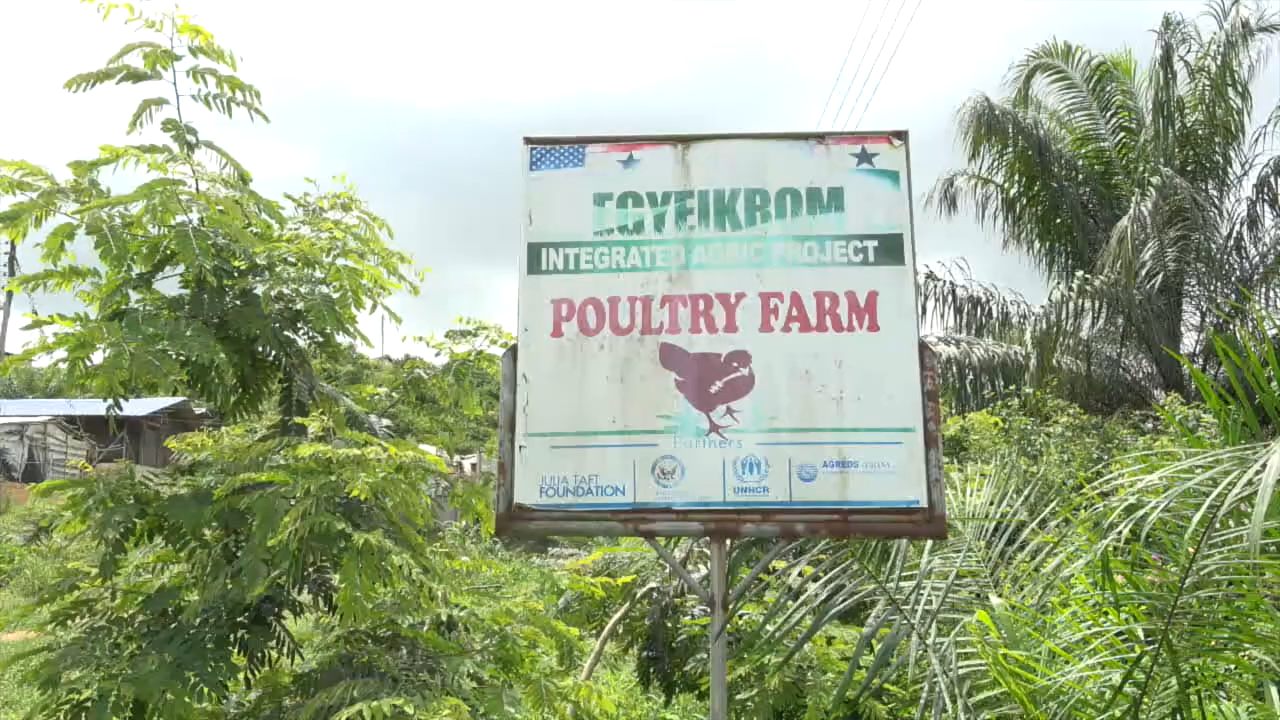 EGYEIKROM
INTEGRATED AGRIC PROJECT
POULTRY FARM
Partners
JULIA TAFT
FOUNDATION
UNHCR
AGREDS